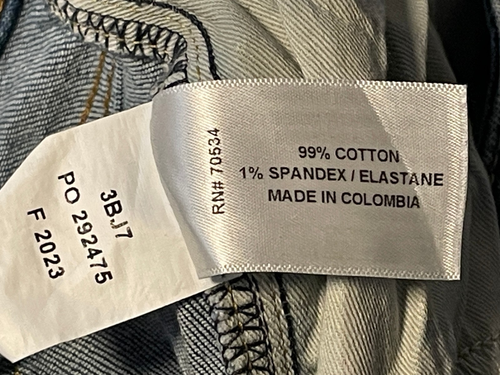 3BJ7
PO 292475
F 2023
RN# 70534
99% COTTON
1% SPANDEX / ELASTANE
MADE IN COLOMBIA